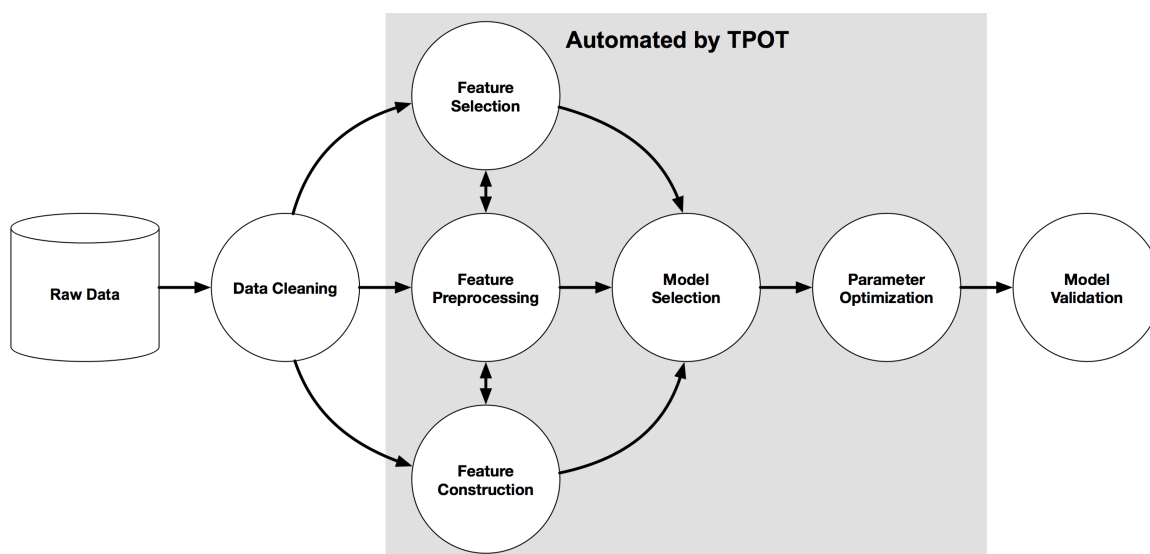 Automated by TPOT
Feature
Selection
Raw Data
Data Cleaning
Feature
Preprocessing
Model
Selection
Parameter
Optimization
Model
Validation
Feature
Construction